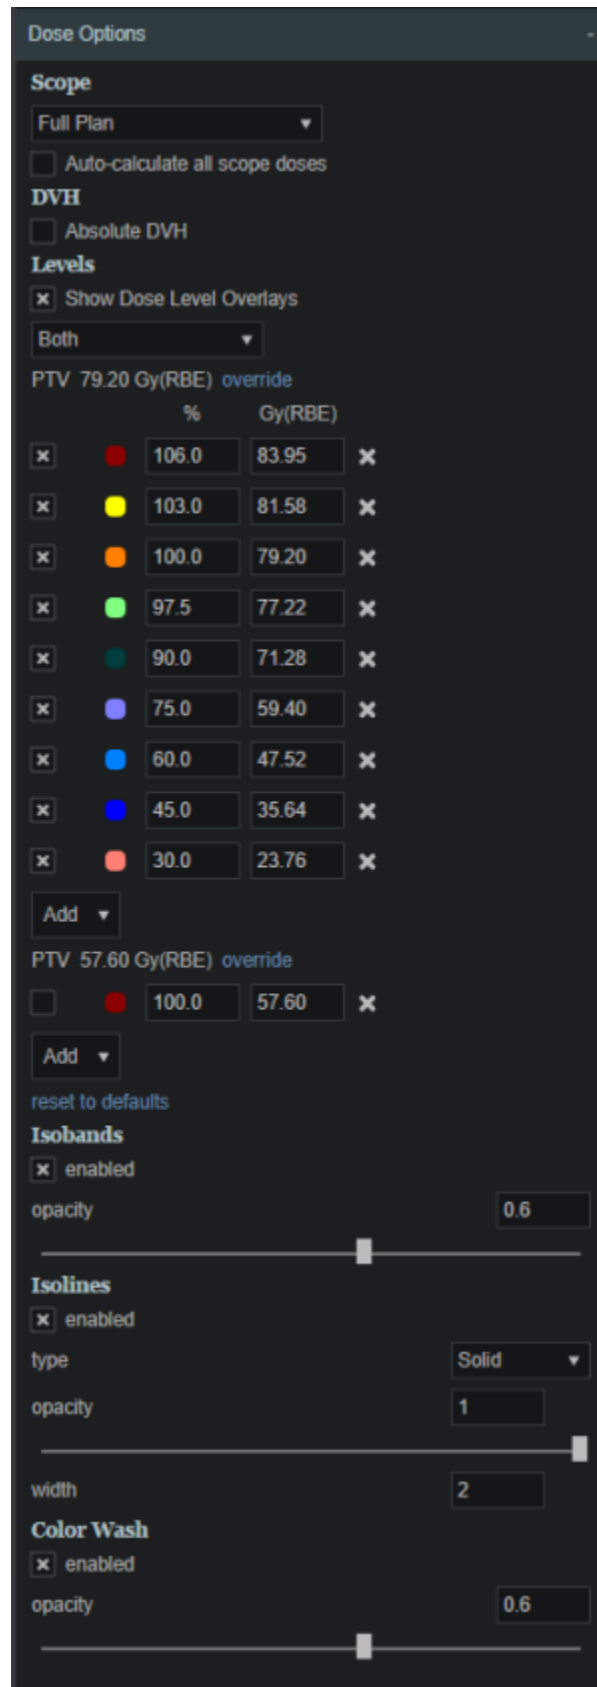 Dose Options -
Scope
Full Plan
Auto-calculate all scope doses
DVH
Absolute DVH
Levels
Show Dose Level Overlays
Both
PTV 79.20 Gy(RBE) override
% Gy(RBE)
106.0 83.95
103.0 81.58
100.0 79.20
97.5 77.22
90.0 71.28
75.0 59.40
60.0 47.52
45.0 35.64
30.0 23.76
Add
PTV 57.60 Gy(RBE) override
100.0 57.60
Add
reset to defaults
Isobands
enabled
opacity 0.6
Isolines
enabled
type Solid
opacity 1
width 2
Color Wash
enabled
opacity 0.6